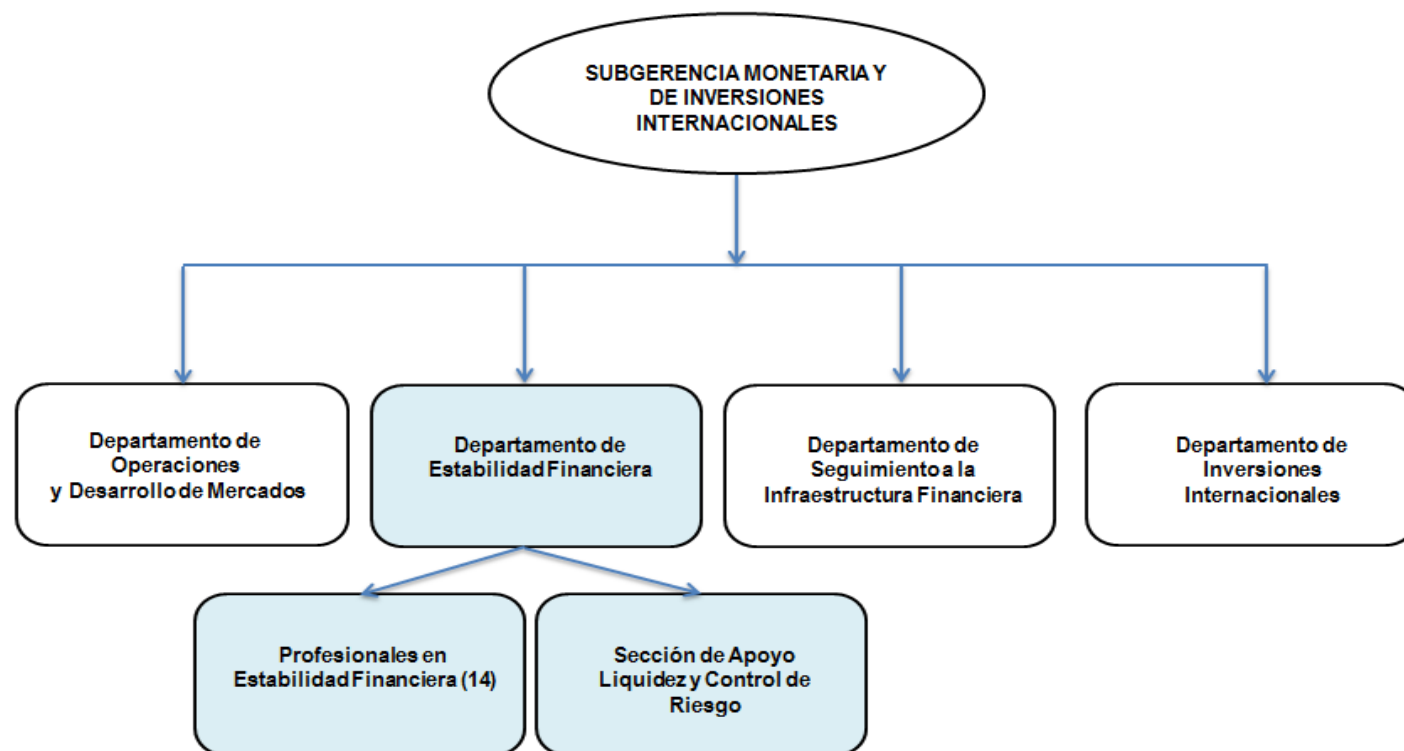 SUBGERENCIA MONETARIA Y
DE INVERSIONES
INTERNACIONALES
Departamento de
Operaciones
y Desarrollo de Mercados
Departamento de
Estabilidad Financiera
Departamento de
Seguimiento a la
Infraestructura Financiera
Departamento de
Inversiones
Internacionales
Profesionales en
Estabilidad Financiera (14)
Sección de Apoyo
Liquidez y Control de
Riesgo